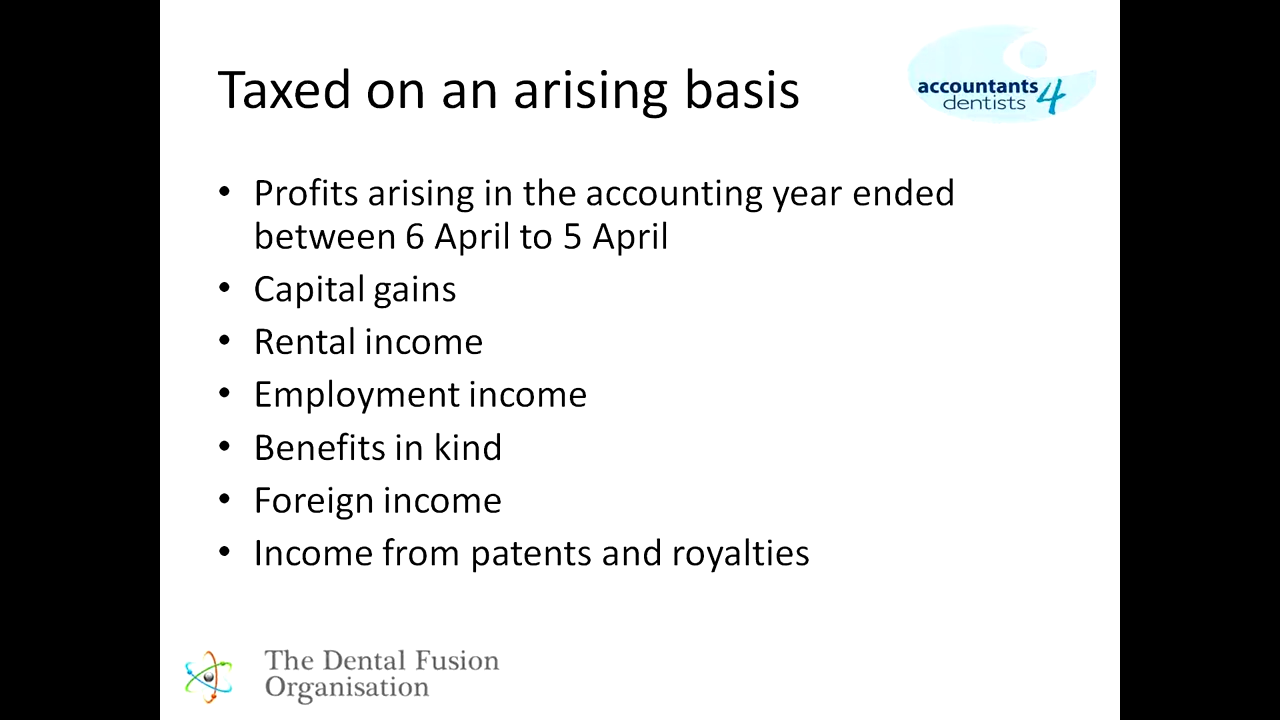 Taxed on an arising basis
accountants
dentists 4
• Profits arising in the accounting year ended
between 6 April to 5 April
• Capital gains
• Rental income
• Employment income
• Benefits in kind
• Foreign income
• Income from patents and royalties
The Dental Fusion
Organisation